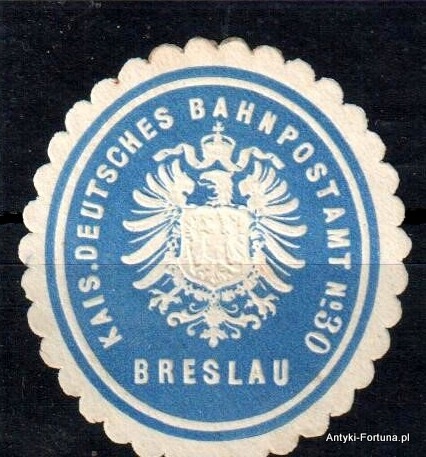 KAIS. DEUTSCHES BAHNPOSTAMT No. 30
BRESLAU
Antyki-Fortuna.pl